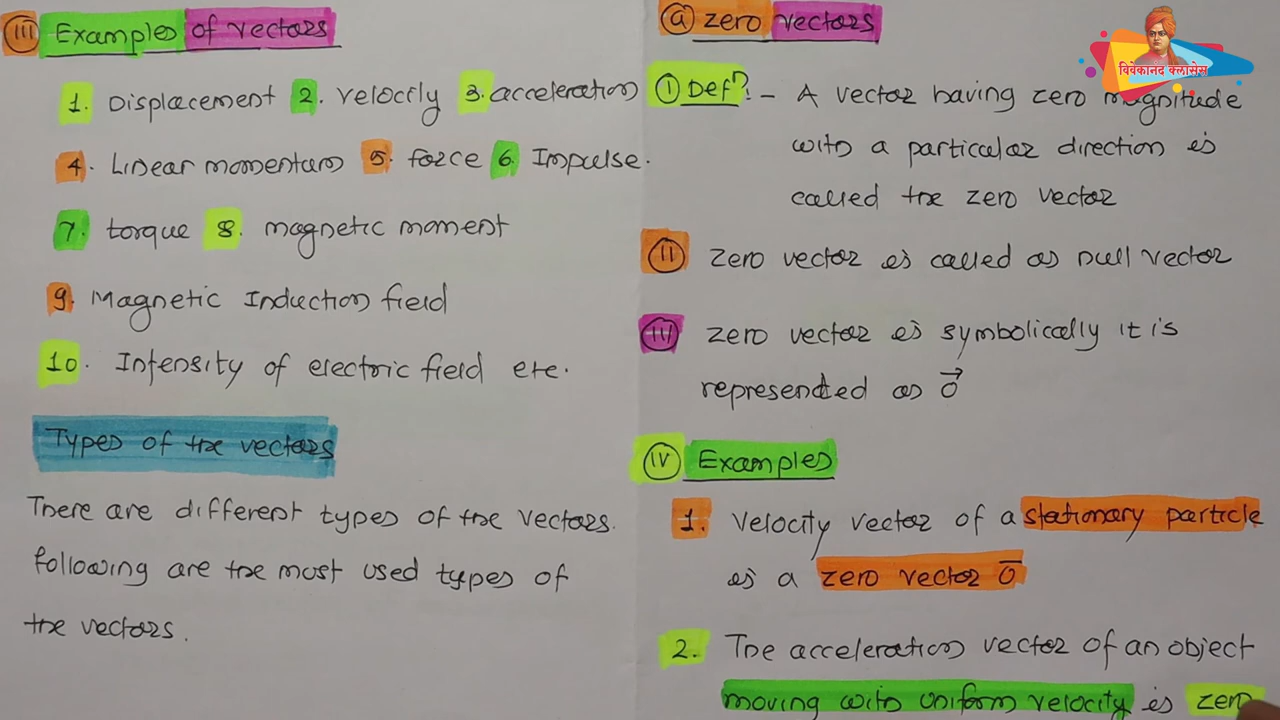 III Examples of vectors
1. Displacement 2. velocity 3. acceleration
4. Linear momentum 5. force 6. Impulse.
7. torque 8. magnetic moment
9. Magnetic Induction field
10. Intensity of electric field etc.
Types of the vectors
There are different types of the vectors.
following are the most used types of
the vectors.
a zero vectors
I Defn: - A vector having zero magnitude
with a particular direction is
called the zero vector
II zero vector is called as null vector
III zero vector is symbolically it is
represented as 0⃗
IV Examples
1. Velocity vector of a stationary particle
is a zero vector 0̅
2. The acceleration vector of an object
moving with uniform velocity is zero
विवेकानंद क्लासेस